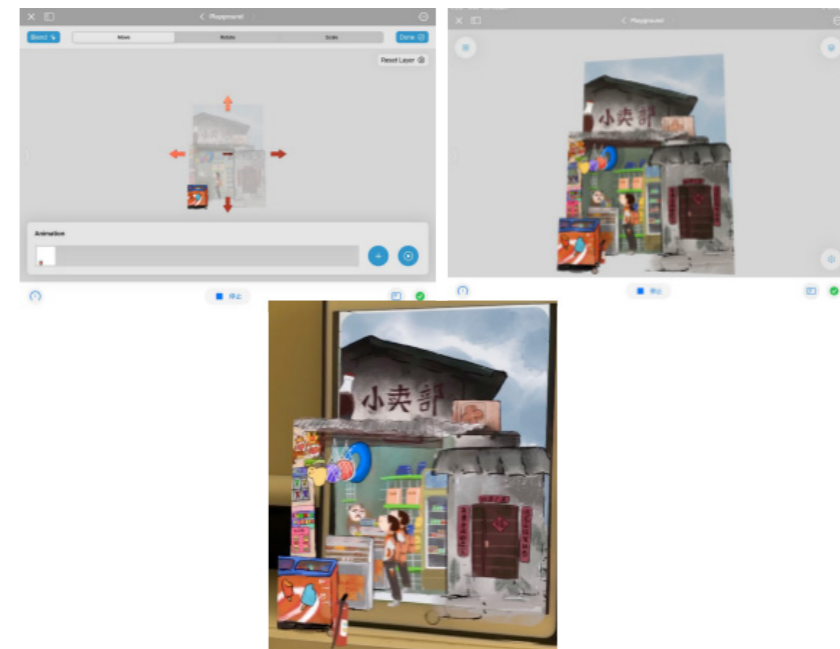 Playground
Blend
Move
Rotate
Scale
Done
Reset Layer
Animation
停止
Playground
小卖部
停止
小卖部